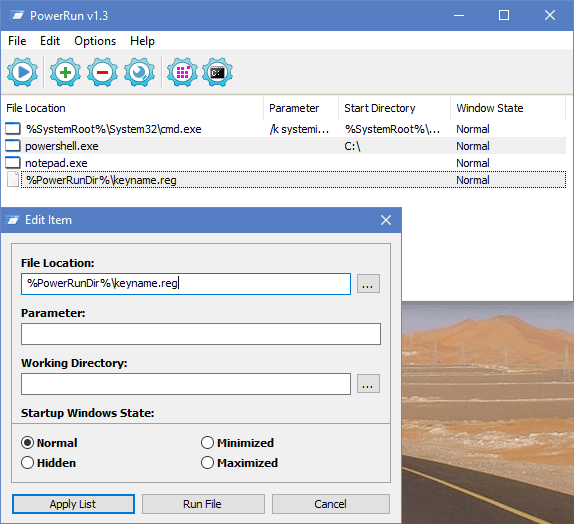 PowerRun v1.3
File Edit Options Help
File Location Parameter Start Directory Window State
%SystemRoot%\System32\cmd.exe /k systemi... %SystemRoot%\... Normal
powershell.exe C:\ Normal
notepad.exe Normal
%PowerRunDir%\keyname.reg Normal
Edit Item
File Location:
%PowerRunDir%\keyname.reg ...
Parameter:
Working Directory:
...
Startup Windows State:
Normal Minimized
Hidden Maximized
Apply List Run File Cancel